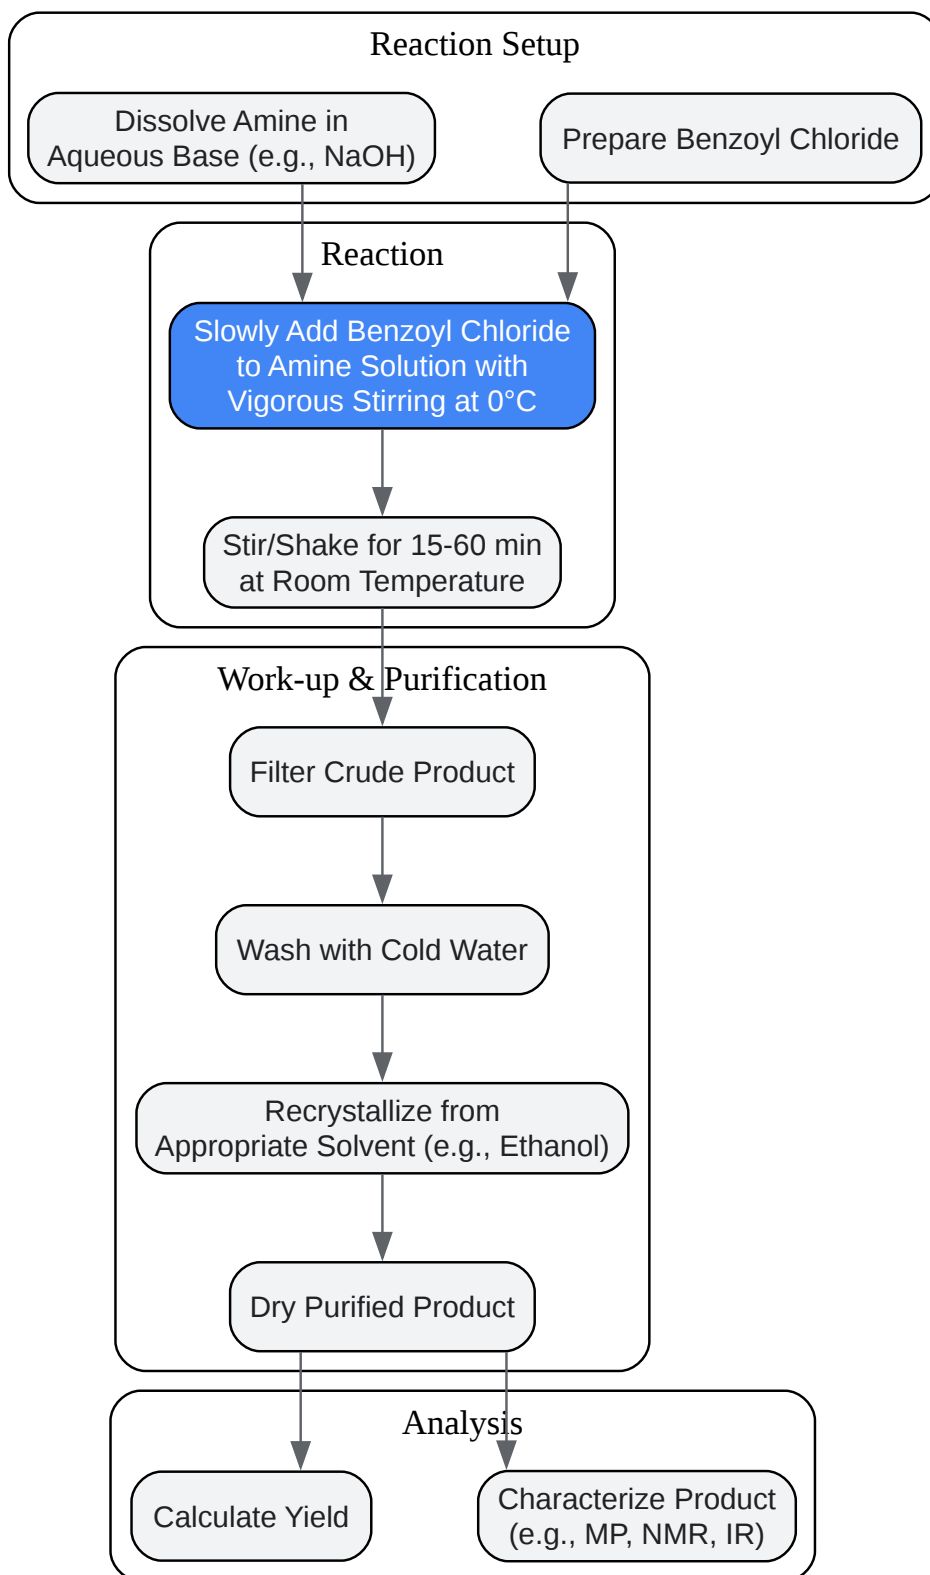 Reaction Setup
Dissolve Amine in
Aqueous Base (e.g., NaOH)
Prepare Benzoyl Chloride
Reaction
Slowly Add Benzoyl Chloride
to Amine Solution with
Vigorous Stirring at 0°C
Stir/Shake for 15-60 min
at Room Temperature
Work-up & Purification
Filter Crude Product
Wash with Cold Water
Recrystallize from
Appropriate Solvent (e.g., Ethanol)
Dry Purified Product
Analysis
Calculate Yield
Characterize Product
(e.g., MP, NMR, IR)